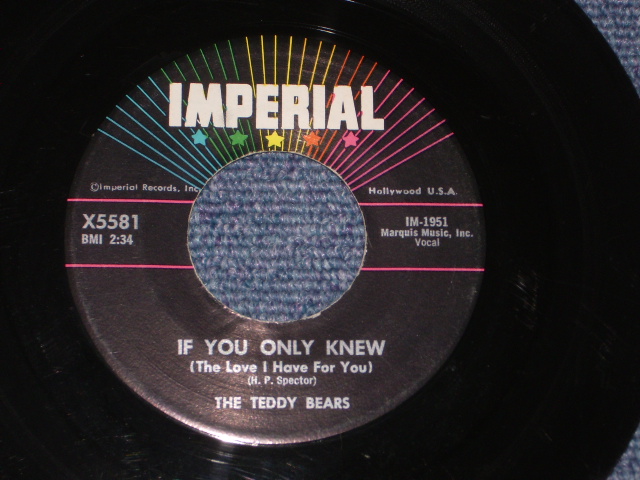 IMPERIAL
©Imperial Records, Inc.
Hollywood U.S.A.
X5581
BMI 2:34
IM-1951
Marquis Music, Inc.
Vocal
IF YOU ONLY KNEW
(The Love I Have For You)
(H. P. Spector)
THE TEDDY BEARS